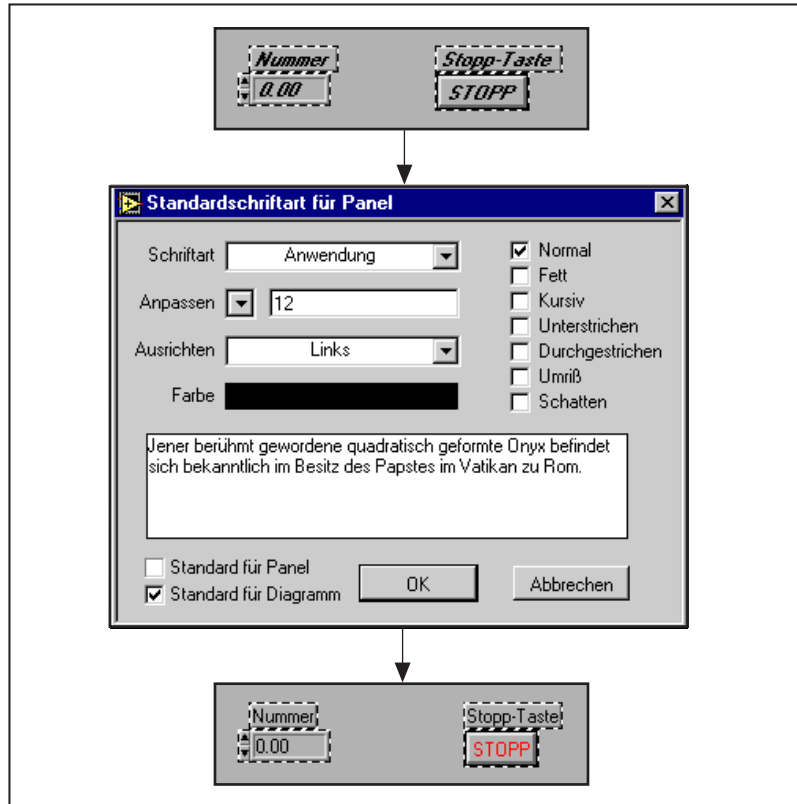 Nummer Stopp-Taste
0.00 STOPP
Standardschriftart für Panel
Schriftart Anwendung
Anpassen 12
Ausrichten Links
Farbe
Normal
Fett
Kursiv
Unterstrichen
Durchgestrichen
Umriß
Schatten
Jener berühmt gewordene quadratisch geformte Onyx befindet
sich bekanntlich im Besitz des Papstes im Vatikan zu Rom.
Standard für Panel
Standard für Diagramm
OK
Abbrechen
Nummer Stopp-Taste
0.00 STOPP